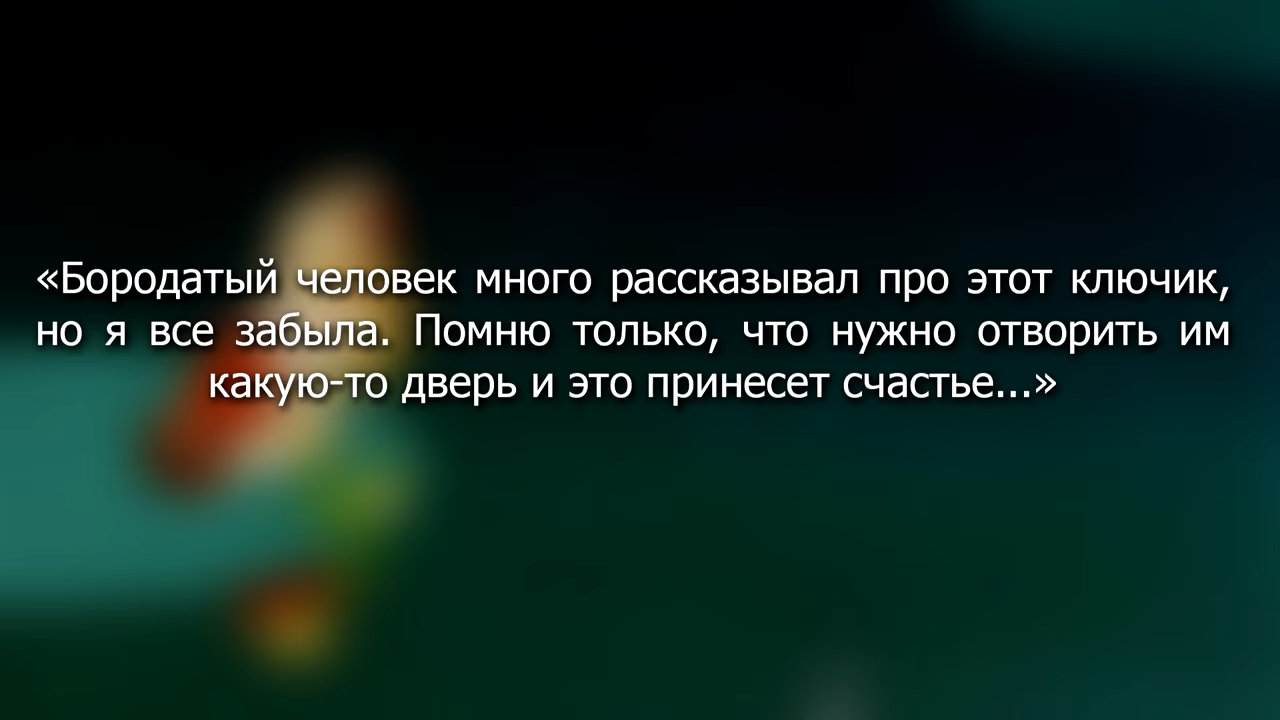 «Бородатый человек много рассказывал про этот ключик,
но я все забыла. Помню только, что нужно отворить им
какую-то дверь и это принесет счастье...»